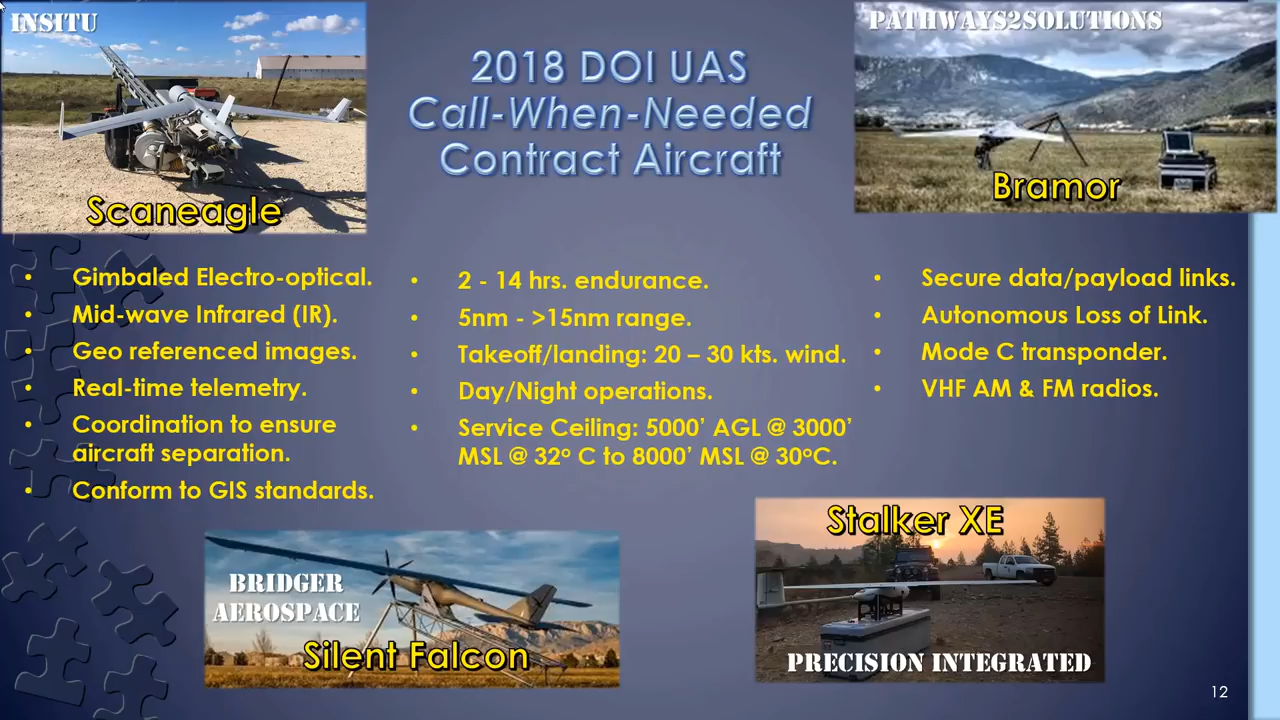 INSITU
Scaneagle
2018 DOI UAS
Call-When-Needed
Contract Aircraft
PATHWAYS2SOLUTIONS
Bramor
• Gimbaled Electro-optical.
• Mid-wave Infrared (IR).
• Geo referenced images.
• Real-time telemetry.
• Coordination to ensure
aircraft separation.
• Conform to GIS standards.
• 2 - 14 hrs. endurance.
• 5nm - >15nm range.
• Takeoff/landing: 20 – 30 kts. wind.
• Day/Night operations.
• Service Ceiling: 5000’ AGL @ 3000’
MSL @ 32º C to 8000’ MSL @ 30ºC.
• Secure data/payload links.
• Autonomous Loss of Link.
• Mode C transponder.
• VHF AM & FM radios.
BRIDGER
AEROSPACE
Silent Falcon
Stalker XE
PRECISION INTEGRATED
12